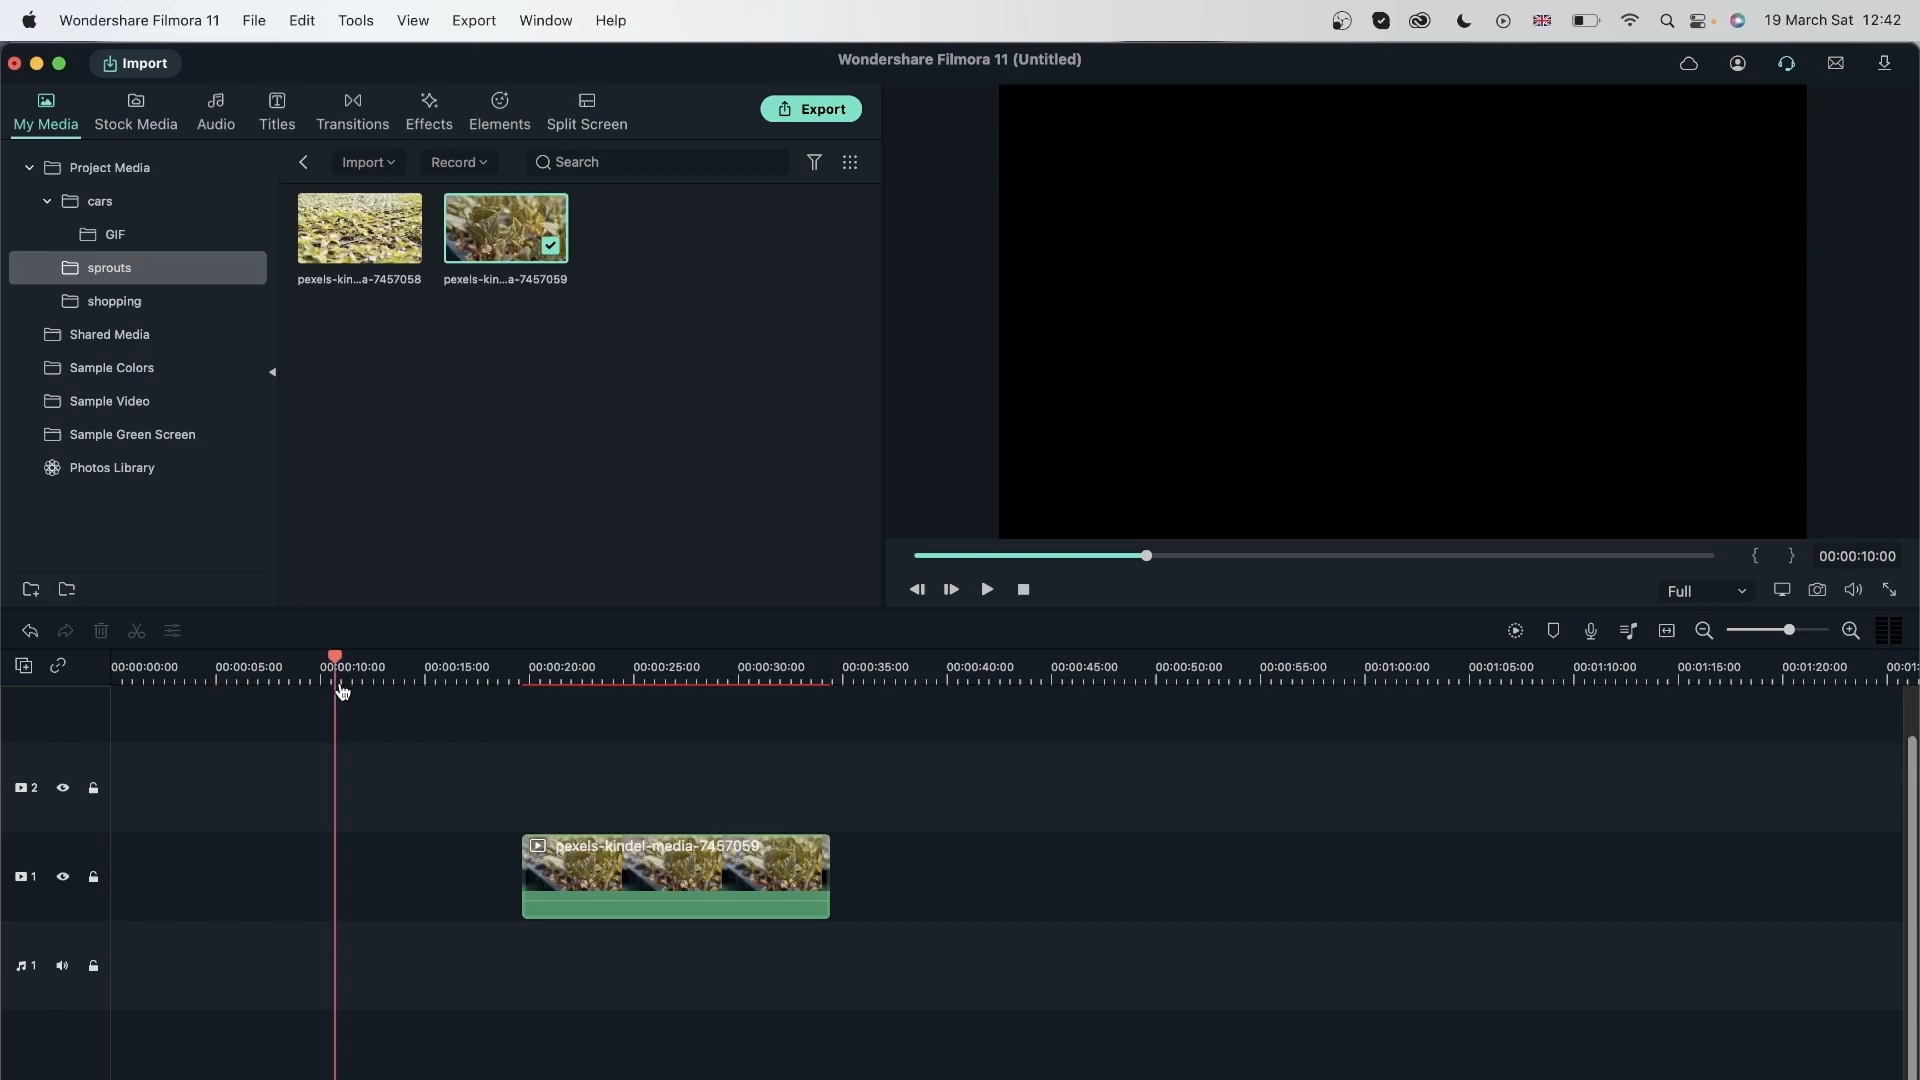 Wondershare Filmora 11 File Edit Tools View Export Window Help 19 March Sat 12:42
Import Wondershare Filmora 11 (Untitled)
My Media Stock Media Audio Titles Transitions Effects Elements Split Screen Export
Project Media Import Record Search
cars
GIF
sprouts
shopping
Shared Media
Sample Colors
Sample Video
Sample Green Screen
Photos Library
pexels-kin...a-7457058 pexels-kin...a-7457059
{ } 00:00:10:00
Full
00:00:00:00 00:00:05:00 00:00:10:00 00:00:15:00 00:00:20:00 00:00:25:00 00:00:30:00 00:00:35:00 00:00:40:00 00:00:45:00 00:00:50:00 00:00:55:00 00:01:00:00 00:01:05:00 00:01:10:00 00:01:15:00 00:01:20:00 00:01:
2
pexels-kindel-media-7457059
1
1